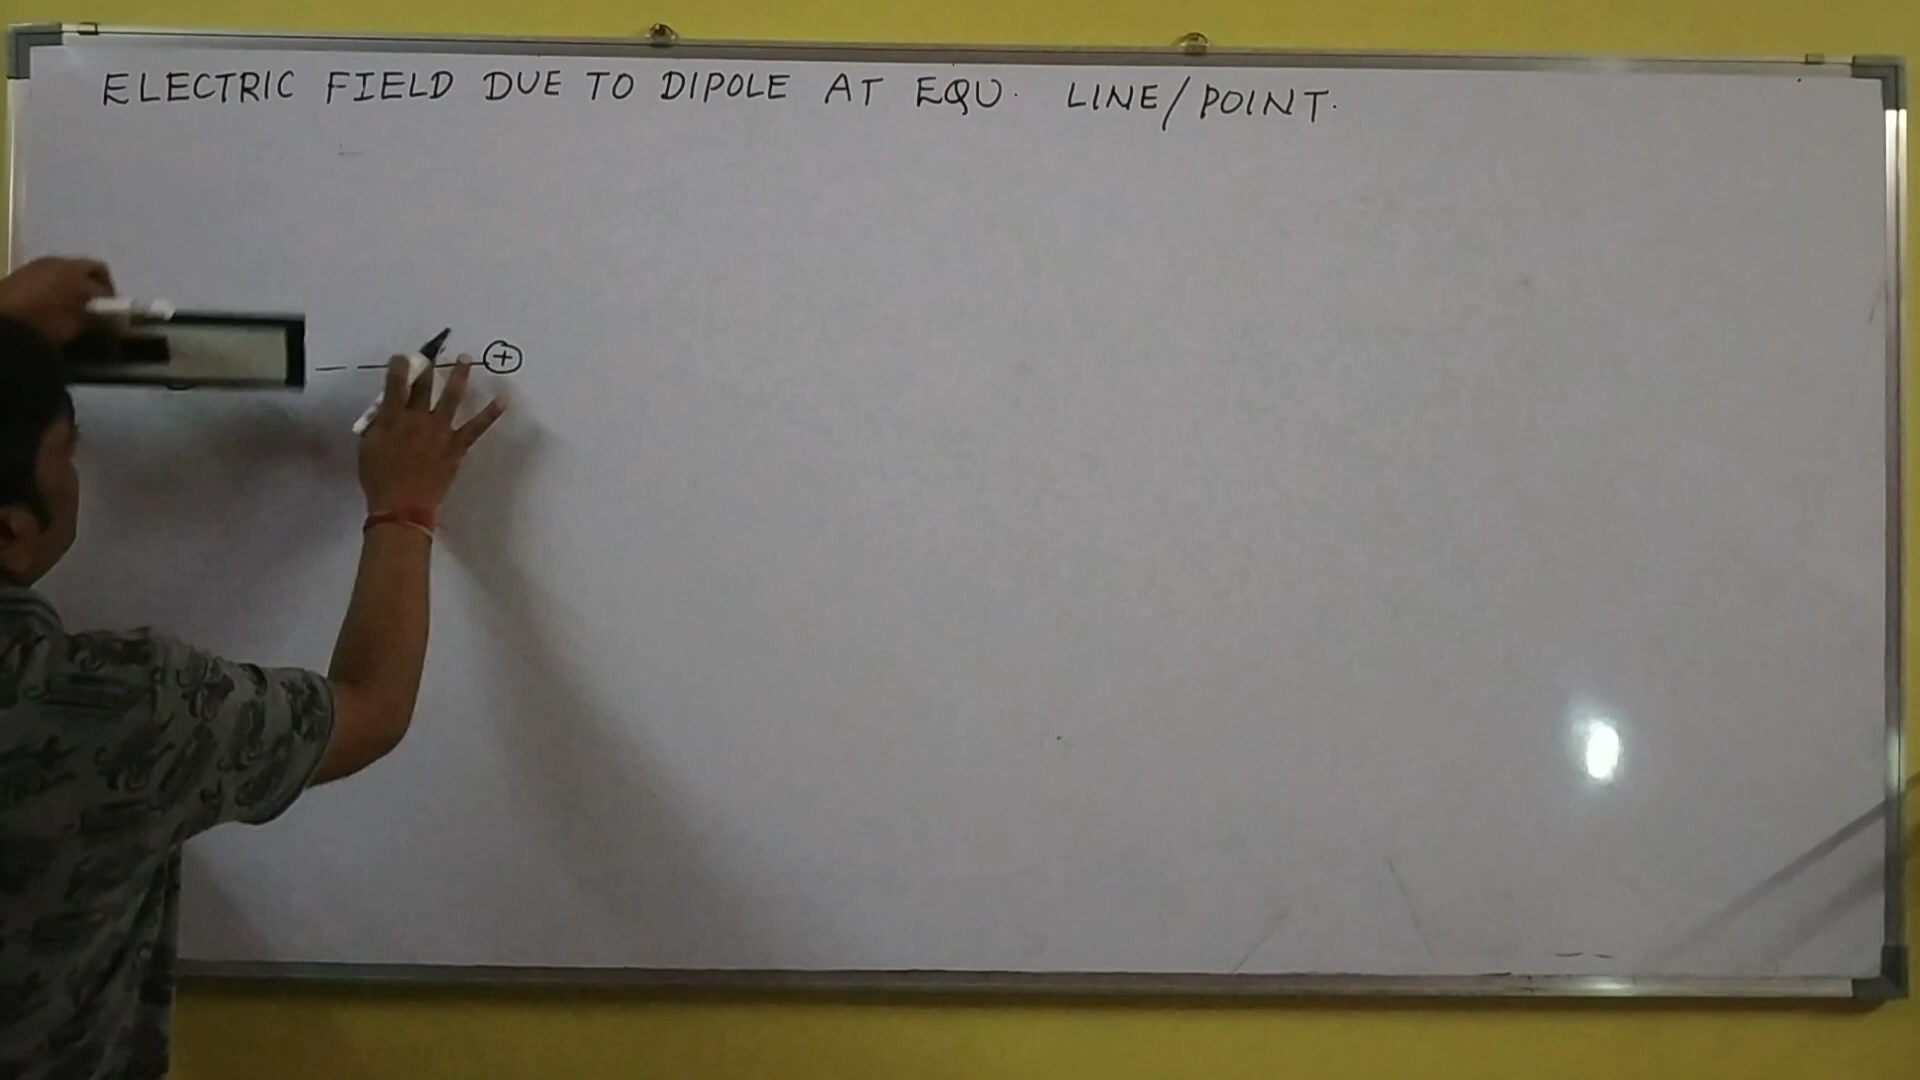 ELECTRIC FIELD DUE TO DIPOLE AT EQU. LINE/POINT.
+